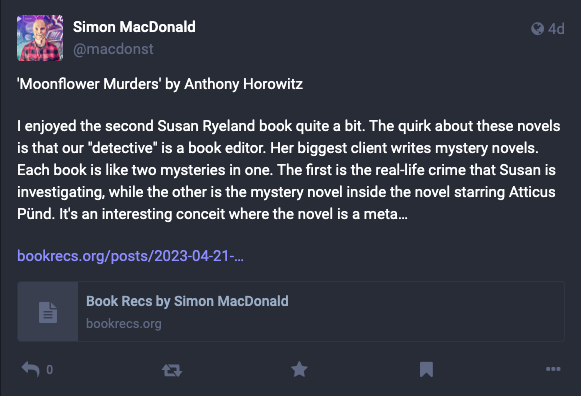 Simon MacDonald
4d
@macdonst
'Moonflower Murders' by Anthony Horowitz
I enjoyed the second Susan Ryeland book quite a bit. The quirk about these novels
is that our "detective" is a book editor. Her biggest client writes mystery novels.
Each book is like two mysteries in one. The first is the real-life crime that Susan is
investigating, while the other is the mystery novel inside the novel starring Atticus
Pünd. It's an interesting conceit where the novel is a meta…
bookrecs.org/posts/2023-04-21-…
Book Recs by Simon MacDonald
bookrecs.org
0